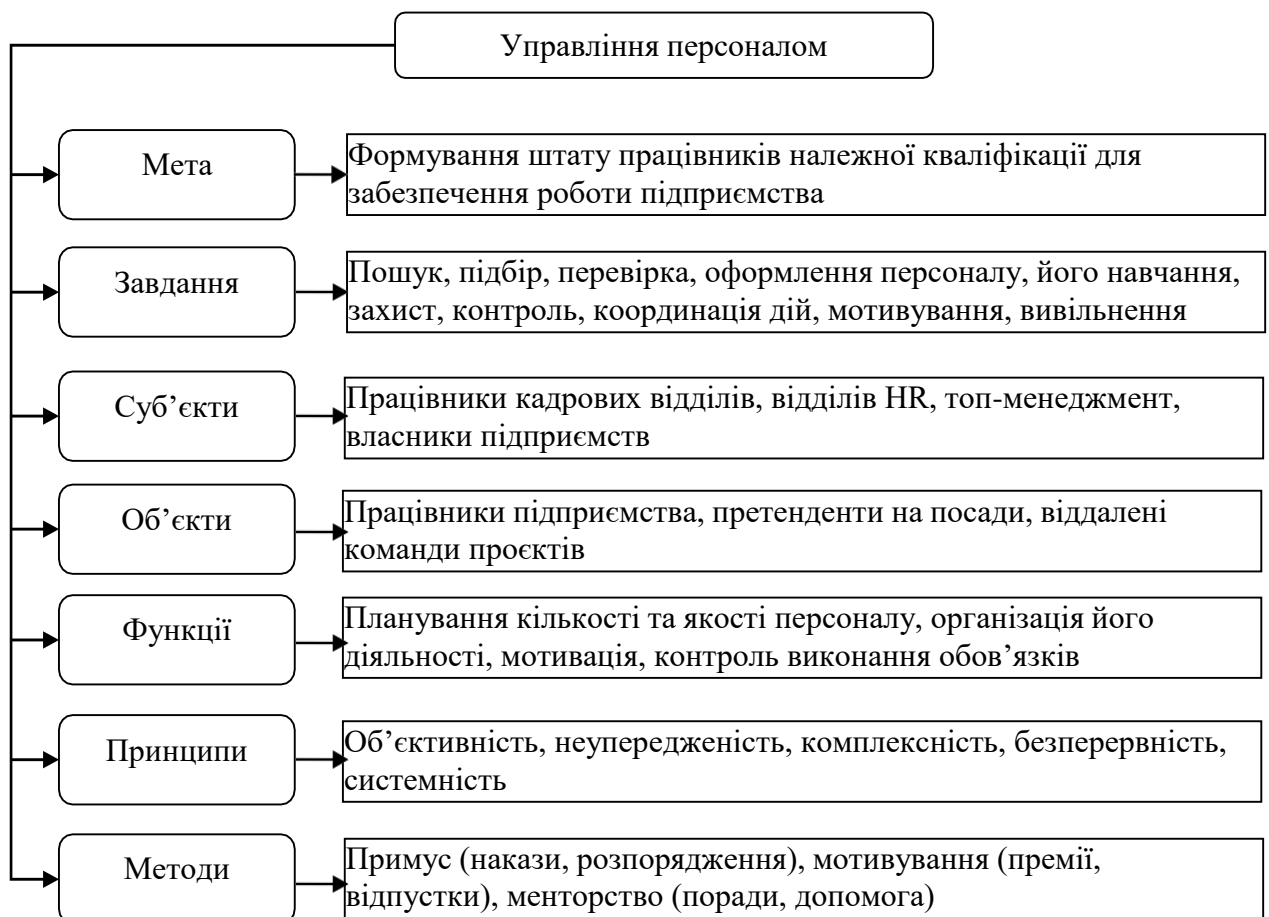 Управління персоналом
Мета
Формування штату працівників належної кваліфікації для
забезпечення роботи підприємства
Завдання
Пошук, підбір, перевірка, оформлення персоналу, його навчання,
захист, контроль, координація дій, мотивування, вивільнення
Суб’єкти
Працівники кадрових відділів, відділів HR, топ-менеджмент,
власники підприємств
Об’єкти
Працівники підприємства, претенденти на посади, віддалені
команди проєктів
Функції
Планування кількості та якості персоналу, організація його
діяльності, мотивація, контроль виконання обов’язків
Принципи
Об’єктивність, неупередженість, комплексність, безперервність,
системність
Методи
Примус (накази, розпорядження), мотивування (премії,
відпустки), менторство (поради, допомога)